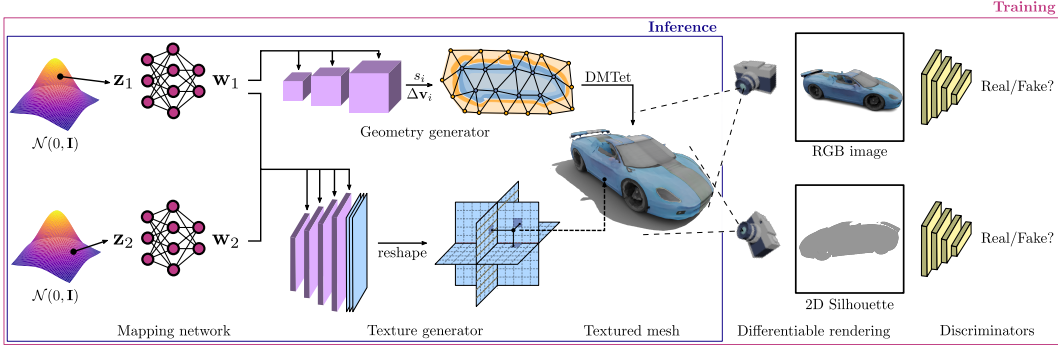 Training
Inference
z₁
w₁
𝒩(0, I)
sᵢ
Δvᵢ
DMTet
Geometry generator
RGB image
Real/Fake?
z₂
w₂
𝒩(0, I)
reshape
2D Silhouette
Real/Fake?
Mapping network
Texture generator
Textured mesh
Differentiable rendering
Discriminators